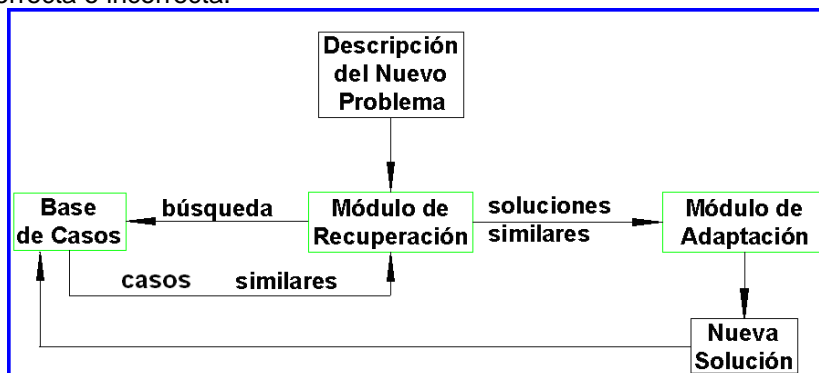 Descripción
del Nuevo
Problema
Base
de Casos
búsqueda
Módulo de
Recuperación
soluciones
similares
Módulo de
Adaptación
casos similares
Nueva
Solución